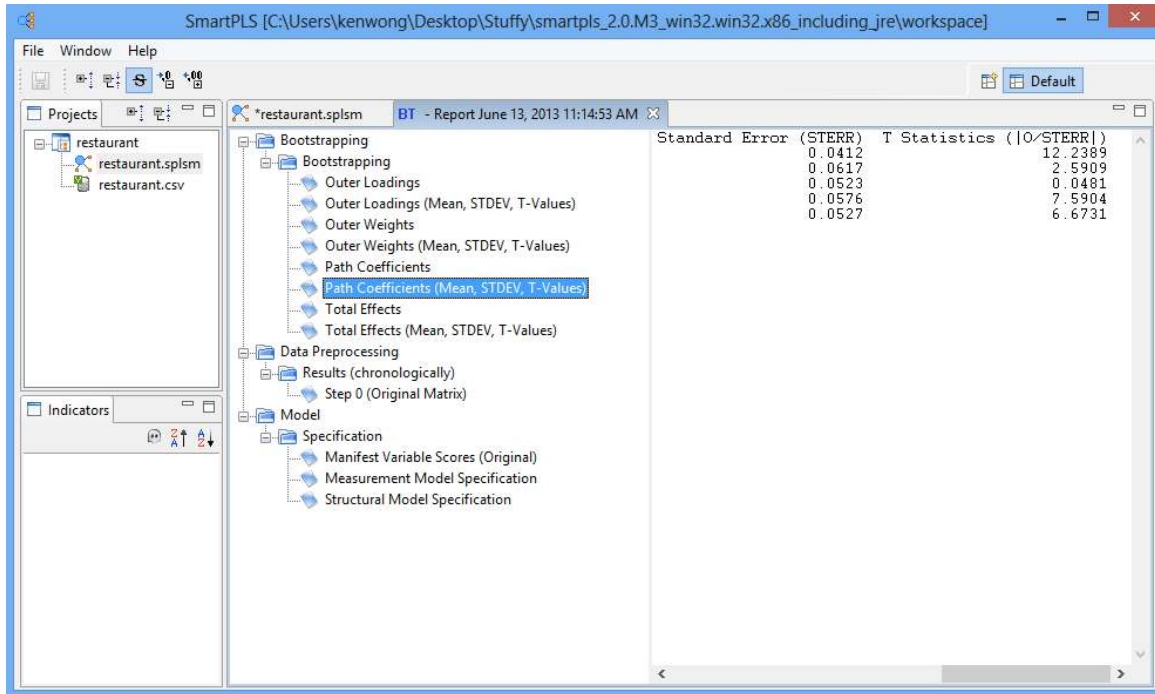 SmartPLS [C:\Users\kenwong\Desktop\Stuffy\smartpls_2.0.M3_win32.win32.x86_including_jre\workspace]
File Window Help
Default
Projects
restaurant
restaurant.splsm
restaurant.csv
Indicators
*restaurant.splsm
BT - Report June 13, 2013 11:14:53 AM
Bootstrapping
Bootstrapping
Outer Loadings
Outer Loadings (Mean, STDEV, T-Values)
Outer Weights
Outer Weights (Mean, STDEV, T-Values)
Path Coefficients
Path Coefficients (Mean, STDEV, T-Values)
Total Effects
Total Effects (Mean, STDEV, T-Values)
Data Preprocessing
Results (chronologically)
Step 0 (Original Matrix)
Model
Specification
Manifest Variable Scores (Original)
Measurement Model Specification
Structural Model Specification
Standard Error (STERR) T Statistics (|O/STERR|)
0.0412 12.2389
0.0617 2.5909
0.0523 0.0481
0.0576 7.5904
0.0527 6.6731